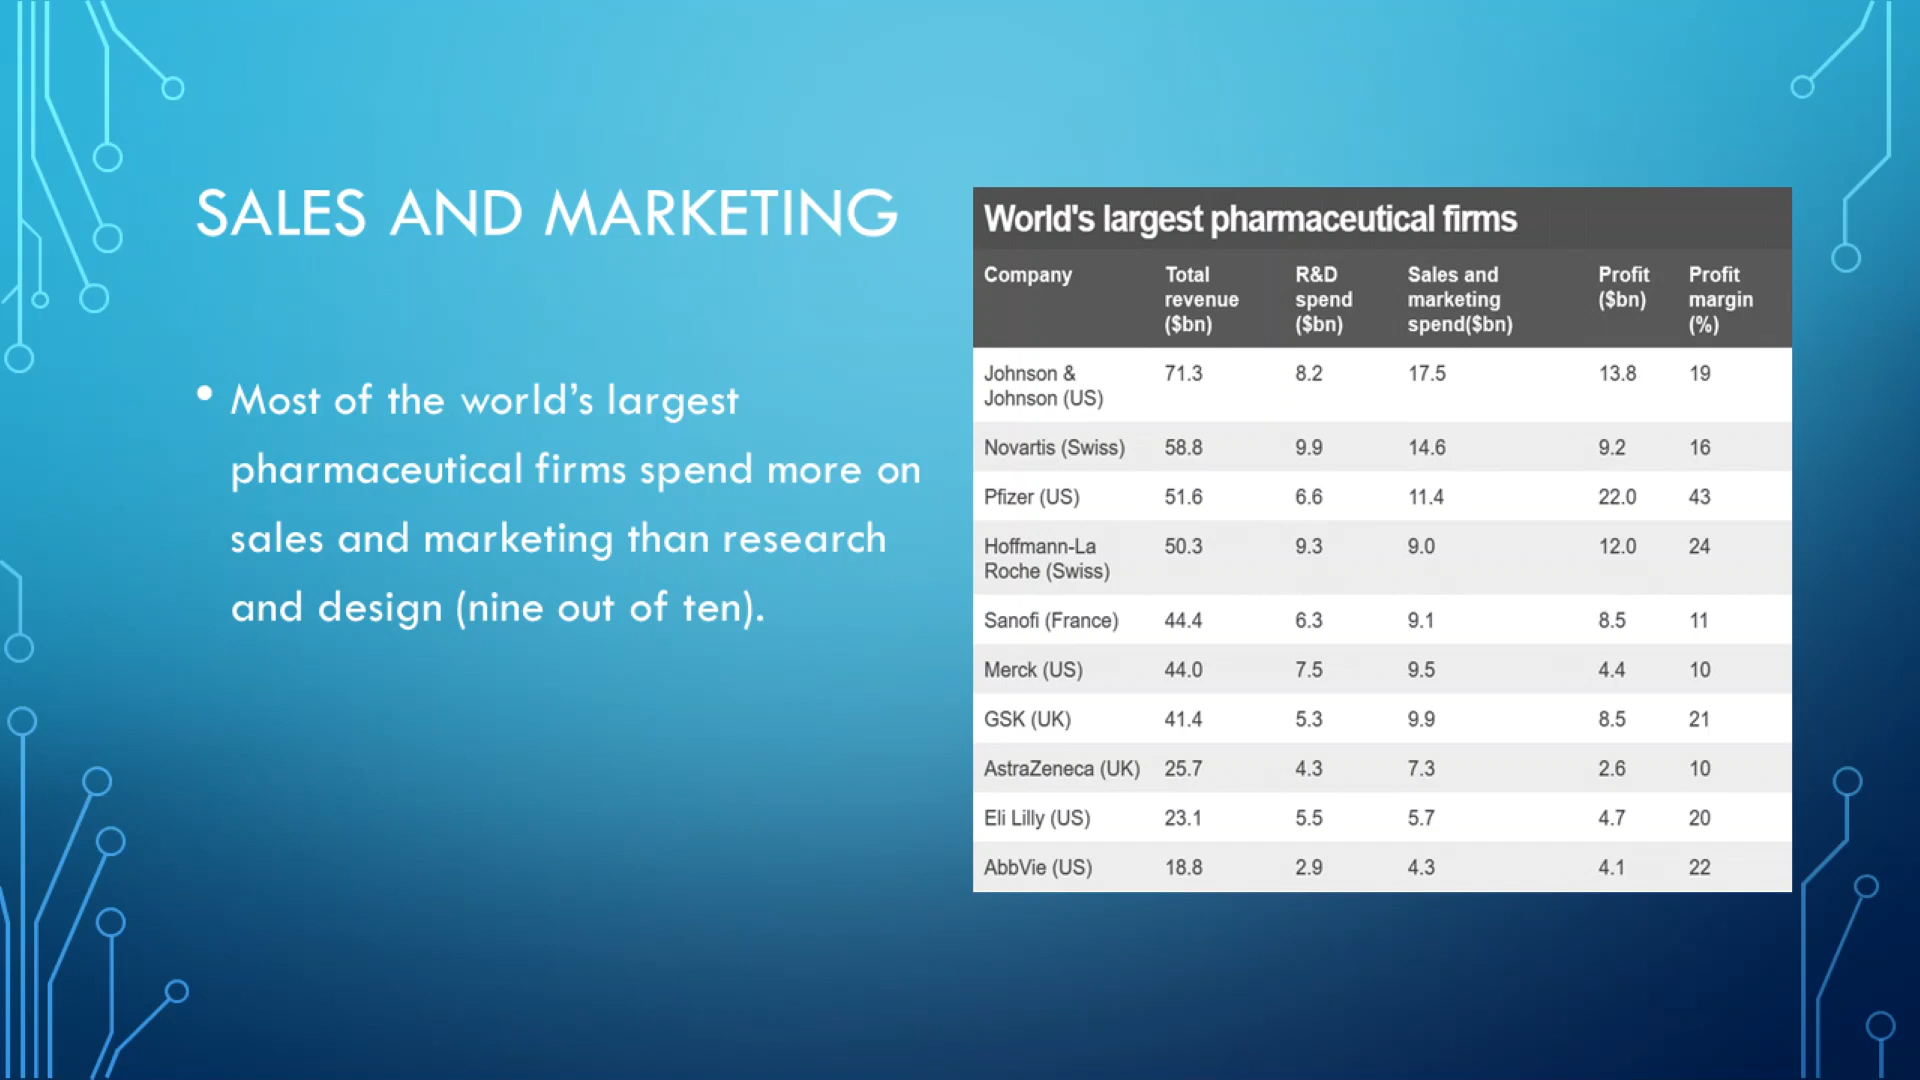 SALES AND MARKETING
• Most of the world’s largest
pharmaceutical firms spend more on
sales and marketing than research
and design (nine out of ten).
World's largest pharmaceutical firms
Company Total revenue ($bn) R&D spend ($bn) Sales and marketing spend($bn) Profit ($bn) Profit margin (%)
Johnson & Johnson (US) 71.3 8.2 17.5 13.8 19
Novartis (Swiss) 58.8 9.9 14.6 9.2 16
Pfizer (US) 51.6 6.6 11.4 22.0 43
Hoffmann-La Roche (Swiss) 50.3 9.3 9.0 12.0 24
Sanofi (France) 44.4 6.3 9.1 8.5 11
Merck (US) 44.0 7.5 9.5 4.4 10
GSK (UK) 41.4 5.3 9.9 8.5 21
AstraZeneca (UK) 25.7 4.3 7.3 2.6 10
Eli Lilly (US) 23.1 5.5 5.7 4.7 20
AbbVie (US) 18.8 2.9 4.3 4.1 22